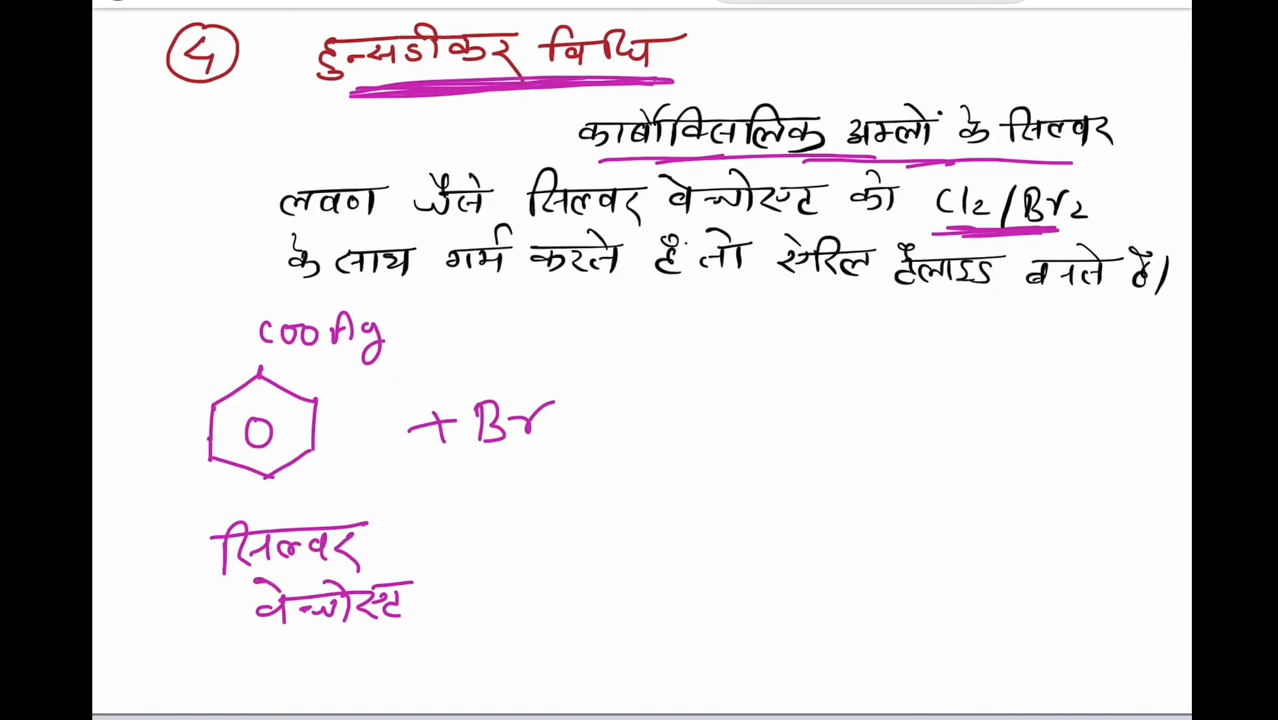 4 हुन्सडीकर विधि
कार्बोक्सिलिक अम्लों के सिल्वर
लवण जैसे सिल्वर बेन्जोएट को Cl2/Br2
के साथ गर्म करते हैं तो एरिल हैलाइड बनते है।
COOAg
+ Br
सिल्वर
बेन्जोएट